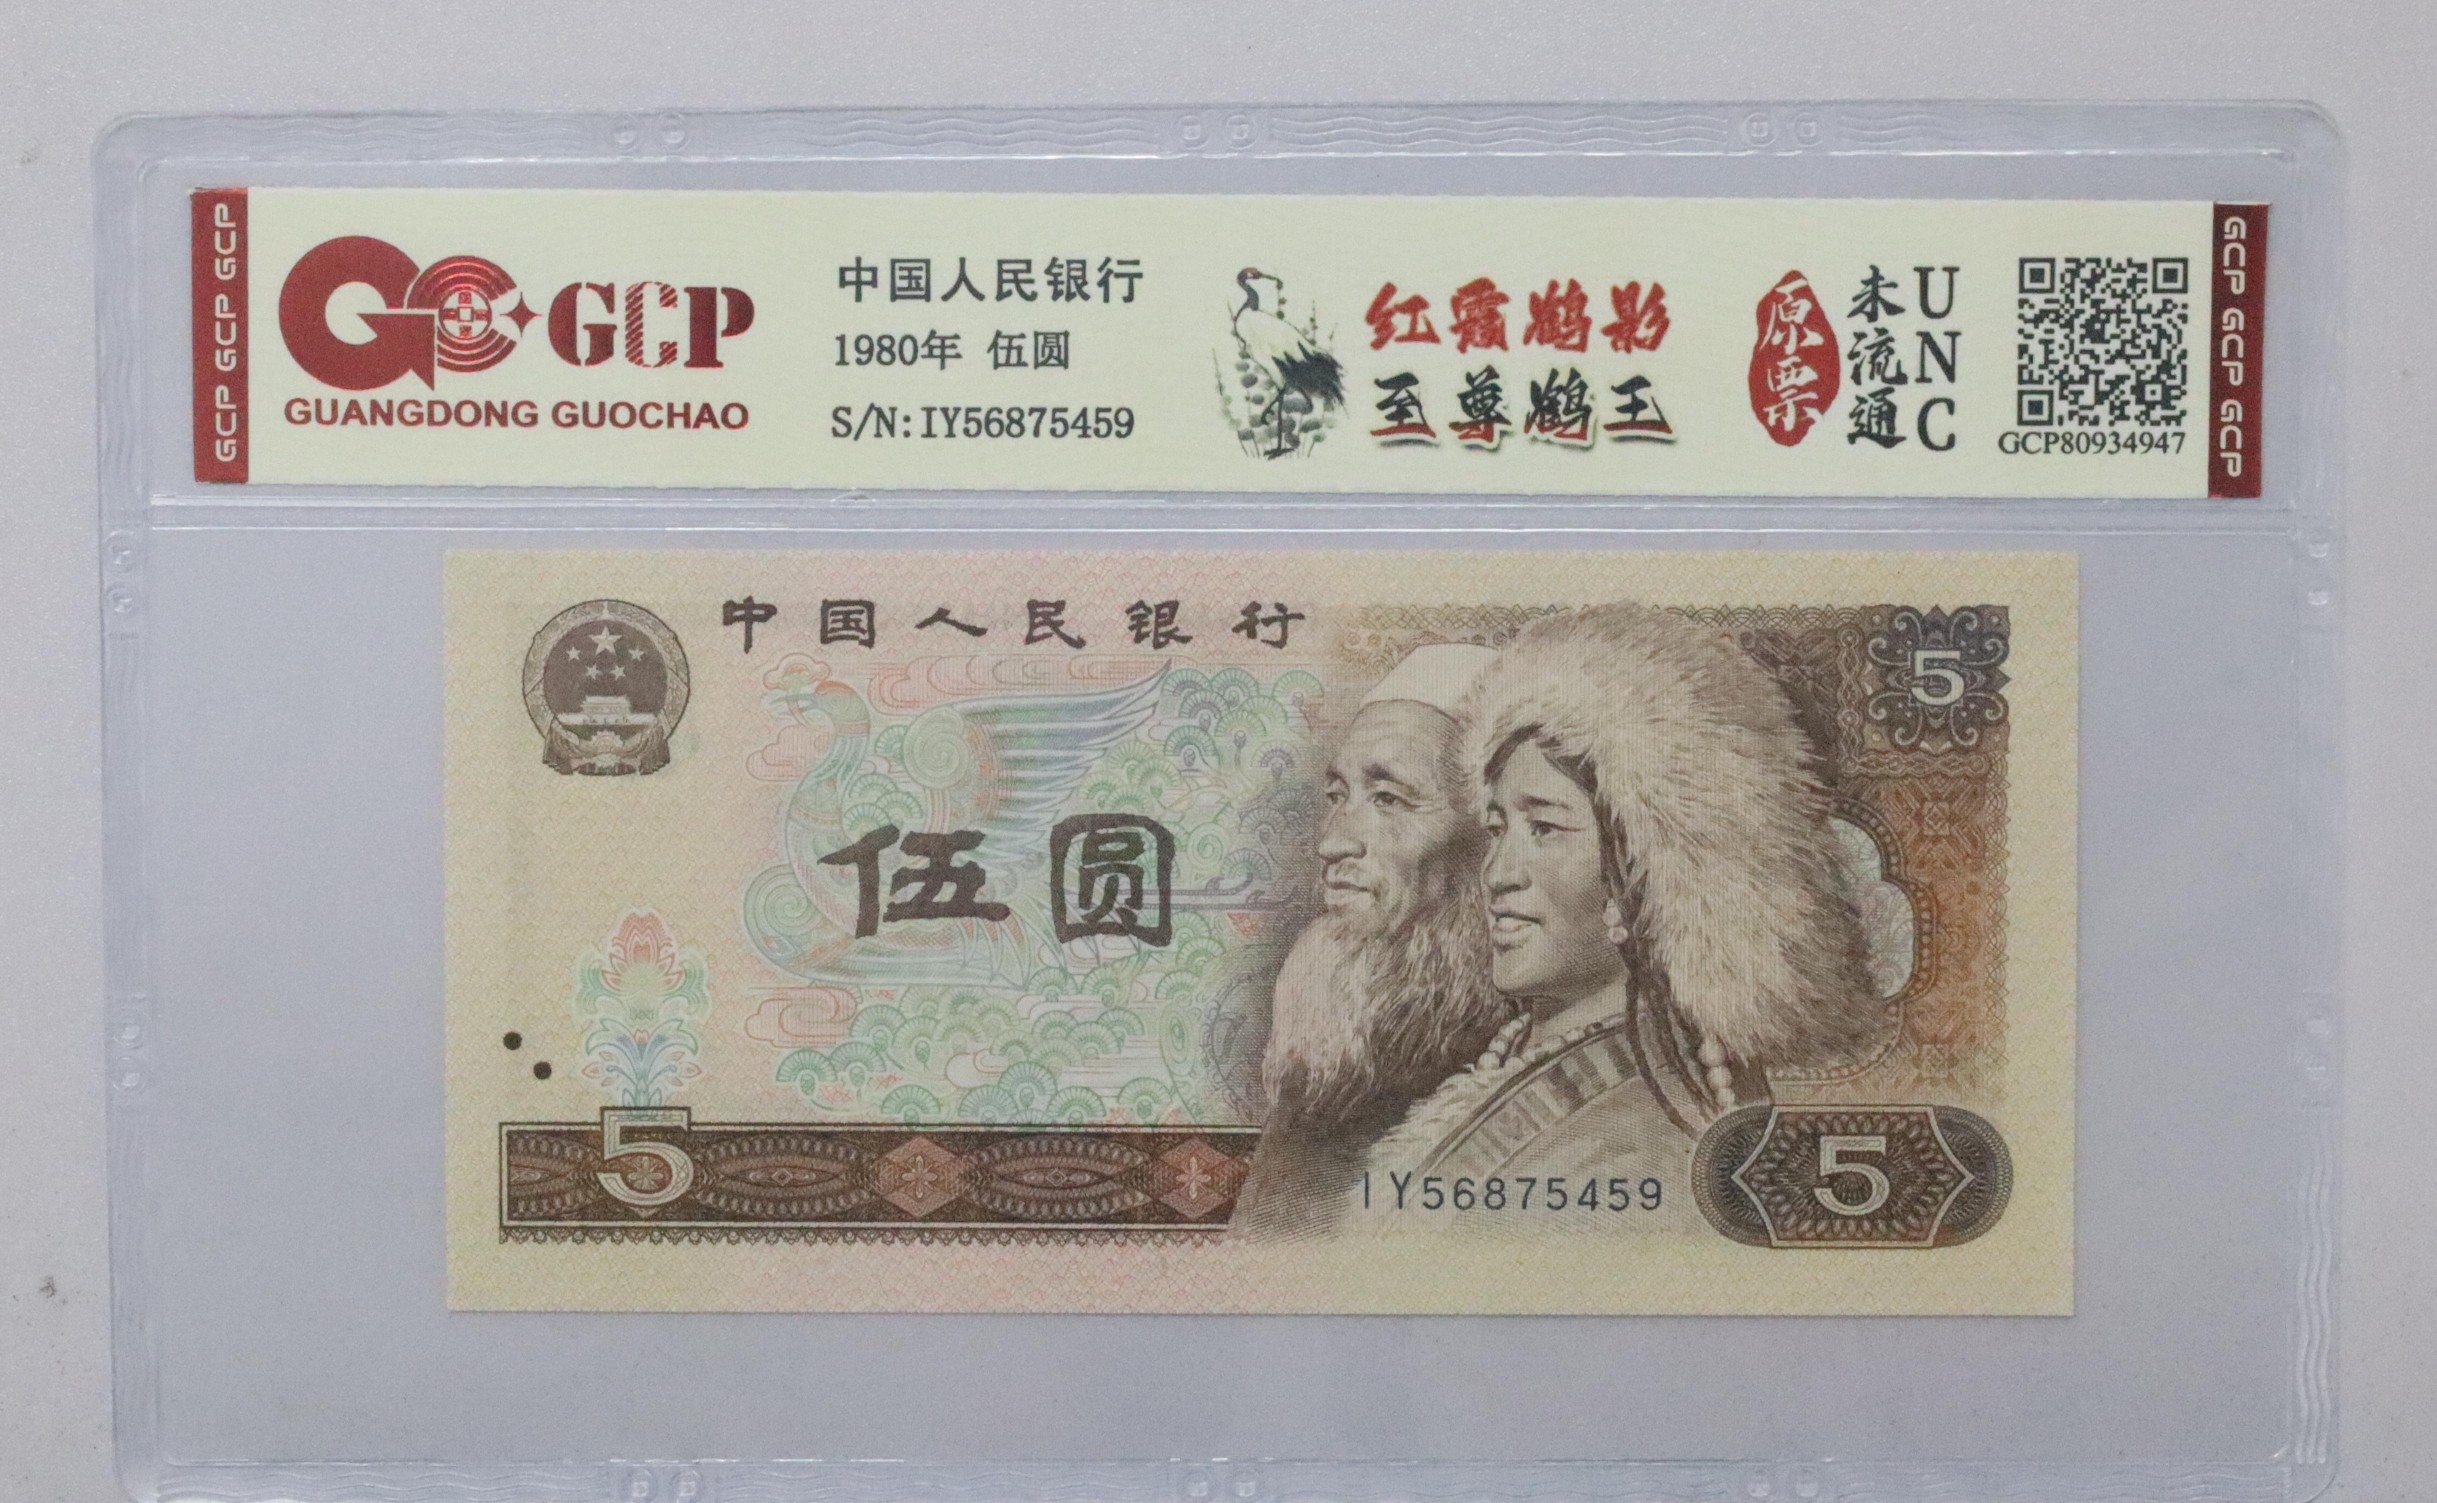 GCP GCP GCP
GCP
GUANGDONG GUOCHAO
中国人民银行
1980年 伍圆
S/N:IY56875459
红霞鹤影
至尊鹤王
原票
未流通
UNC
GCP80934947
GCP GCP GCP
中国人民银行
5
伍圆
5
IY56875459
5